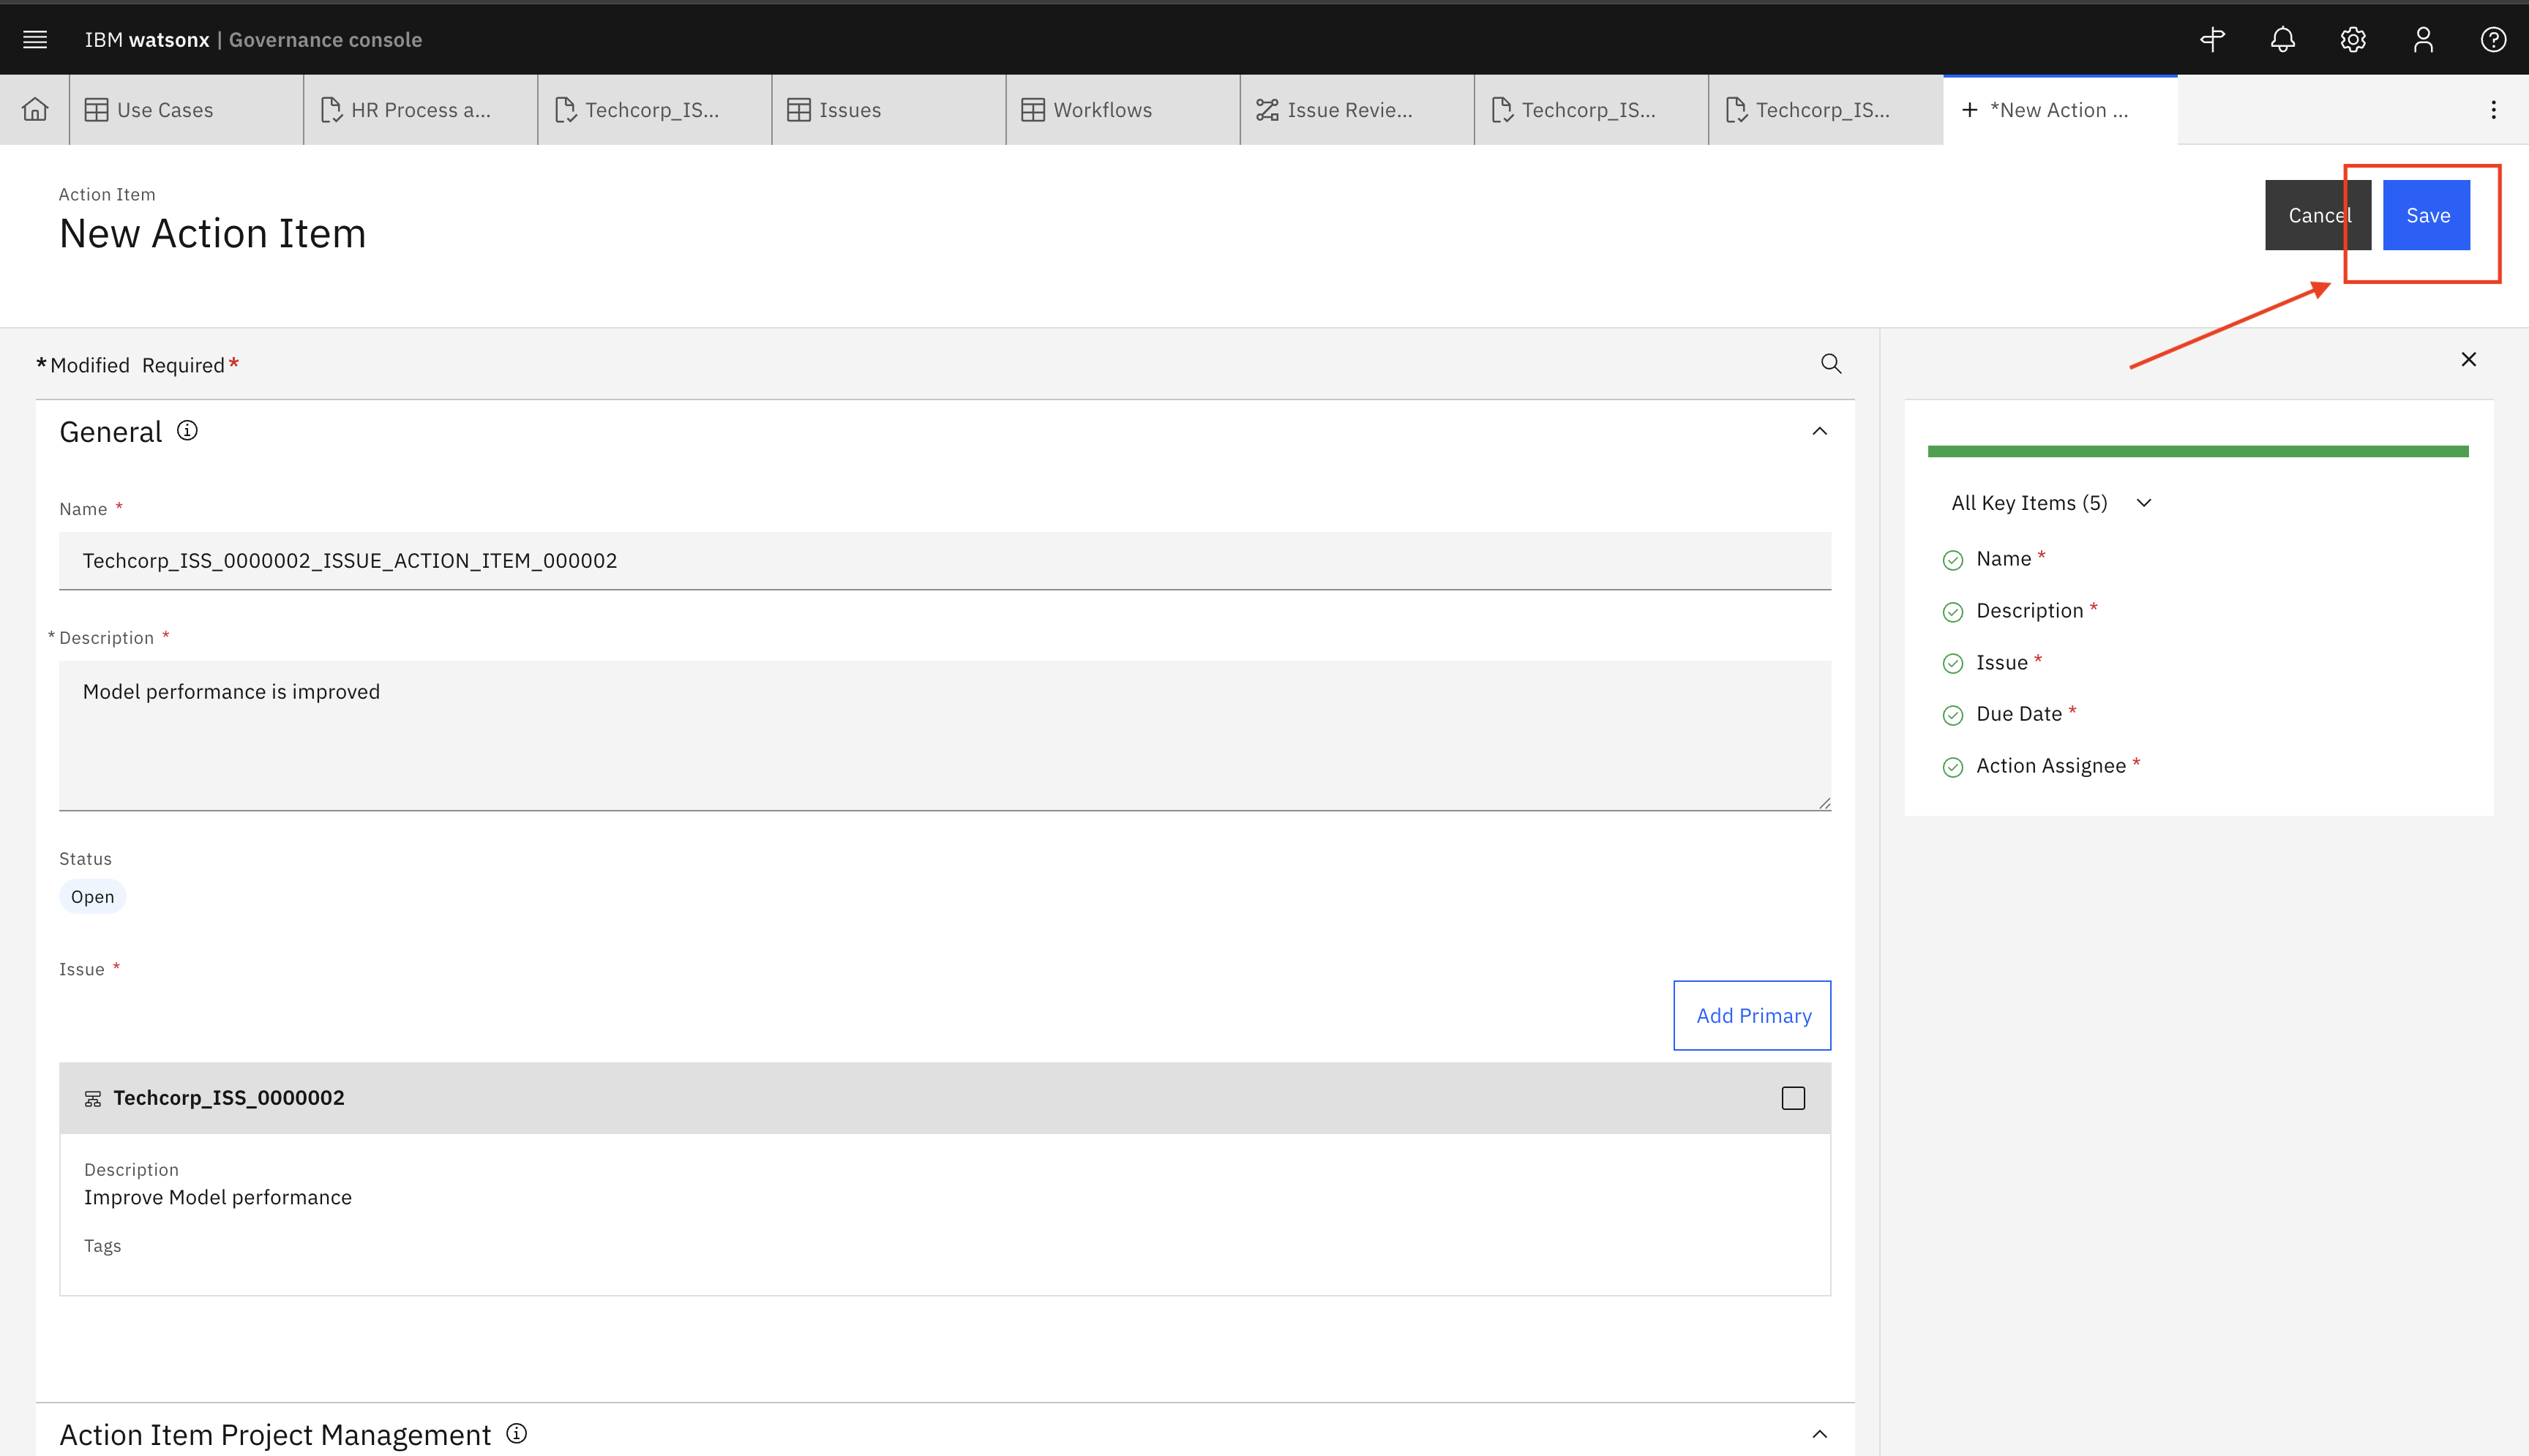 IBM watsonx | Governance console
Use Cases
HR Process a...
Techcorp_IS...
Issues
Workflows
Issue Revie...
Techcorp_IS...
Techcorp_IS...
*New Action ...
Action Item
New Action Item
Cancel
Save
*Modified Required*
General
Name *
Techcorp_ISS_0000002_ISSUE_ACTION_ITEM_000002
* Description *
Model performance is improved
Status
Open
Issue *
Add Primary
Techcorp_ISS_0000002
Description
Improve Model performance
Tags
Action Item Project Management
All Key Items (5)
Name *
Description *
Issue *
Due Date *
Action Assignee *